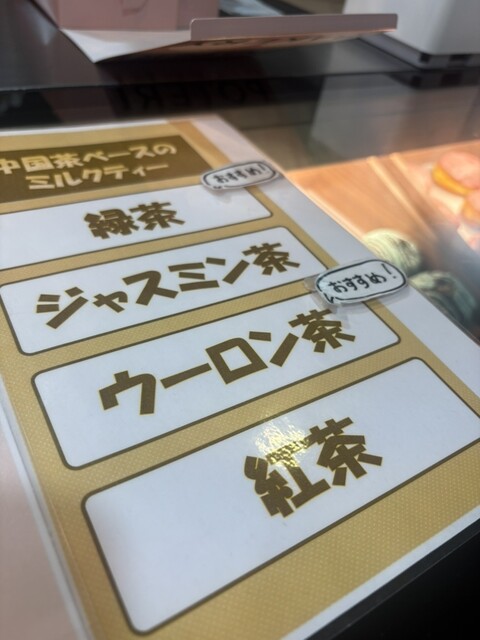 中国茶ベースの
ミルクティー
おすすめ!
緑茶
ジャスミン茶
おすすめ!
ウーロン茶
紅茶